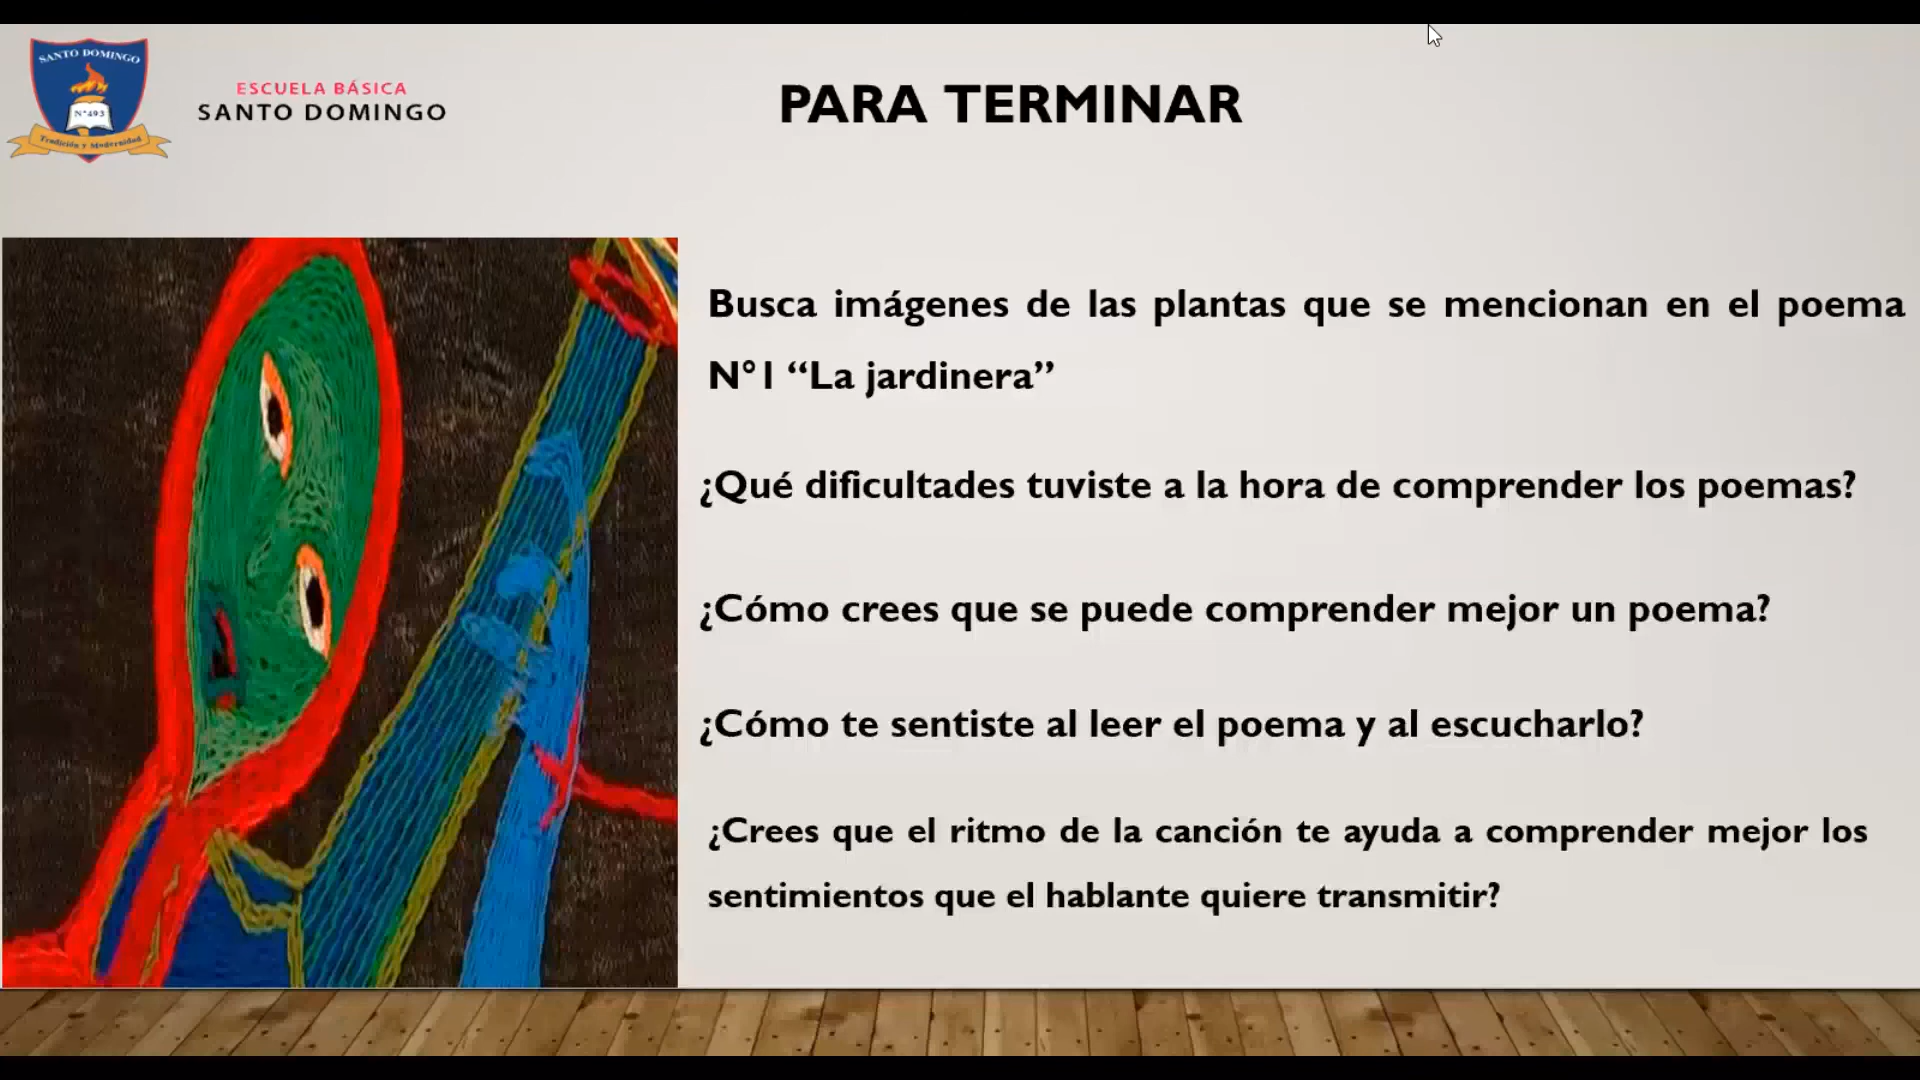 SANTO DOMINGO
N°493
Tradición y Modernidad
ESCUELA BÁSICA
SANTO DOMINGO
PARA TERMINAR
Busca imágenes de las plantas que se mencionan en el poema
N°1 “La jardinera”
¿Qué dificultades tuviste a la hora de comprender los poemas?
¿Cómo crees que se puede comprender mejor un poema?
¿Cómo te sentiste al leer el poema y al escucharlo?
¿Crees que el ritmo de la canción te ayuda a comprender mejor los
sentimientos que el hablante quiere transmitir?